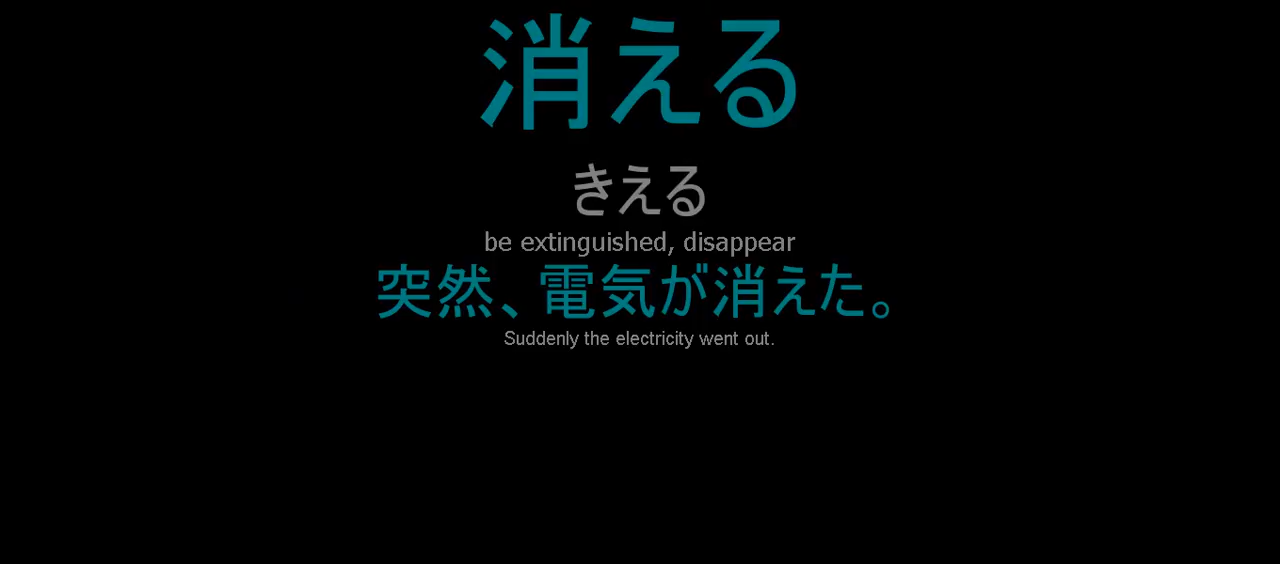 消える
きえる
be extinguished, disappear
突然、電気が消えた。
Suddenly the electricity went out.